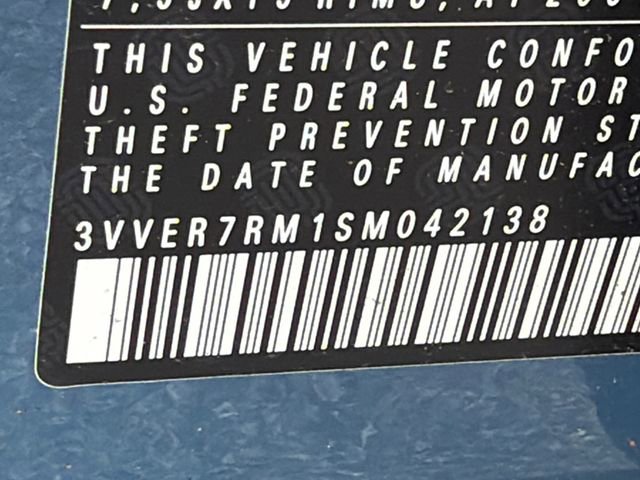 THIS VEHICLE CONFO
U.S. FEDERAL MOTOR
THEFT PREVENTION ST
THE DATE OF MANUFAC
3VVER7RM1SM042138